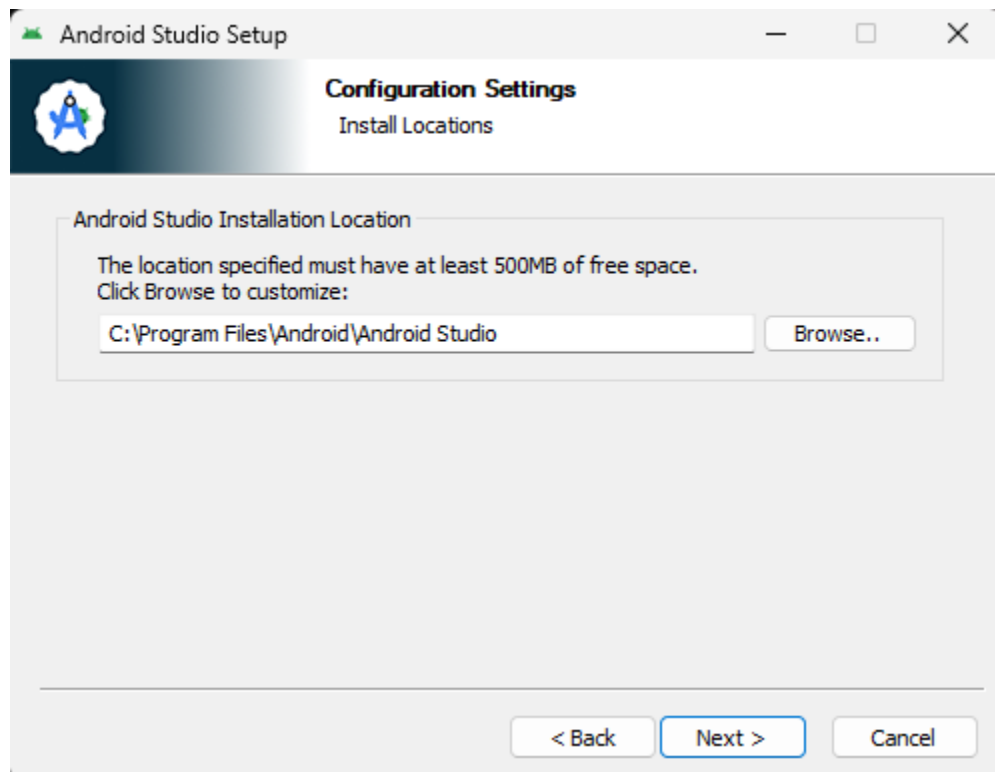 Android Studio Setup
Configuration Settings
Install Locations
Android Studio Installation Location
The location specified must have at least 500MB of free space.
Click Browse to customize:
C:\Program Files\Android\Android Studio
Browse..
< Back
Next >
Cancel